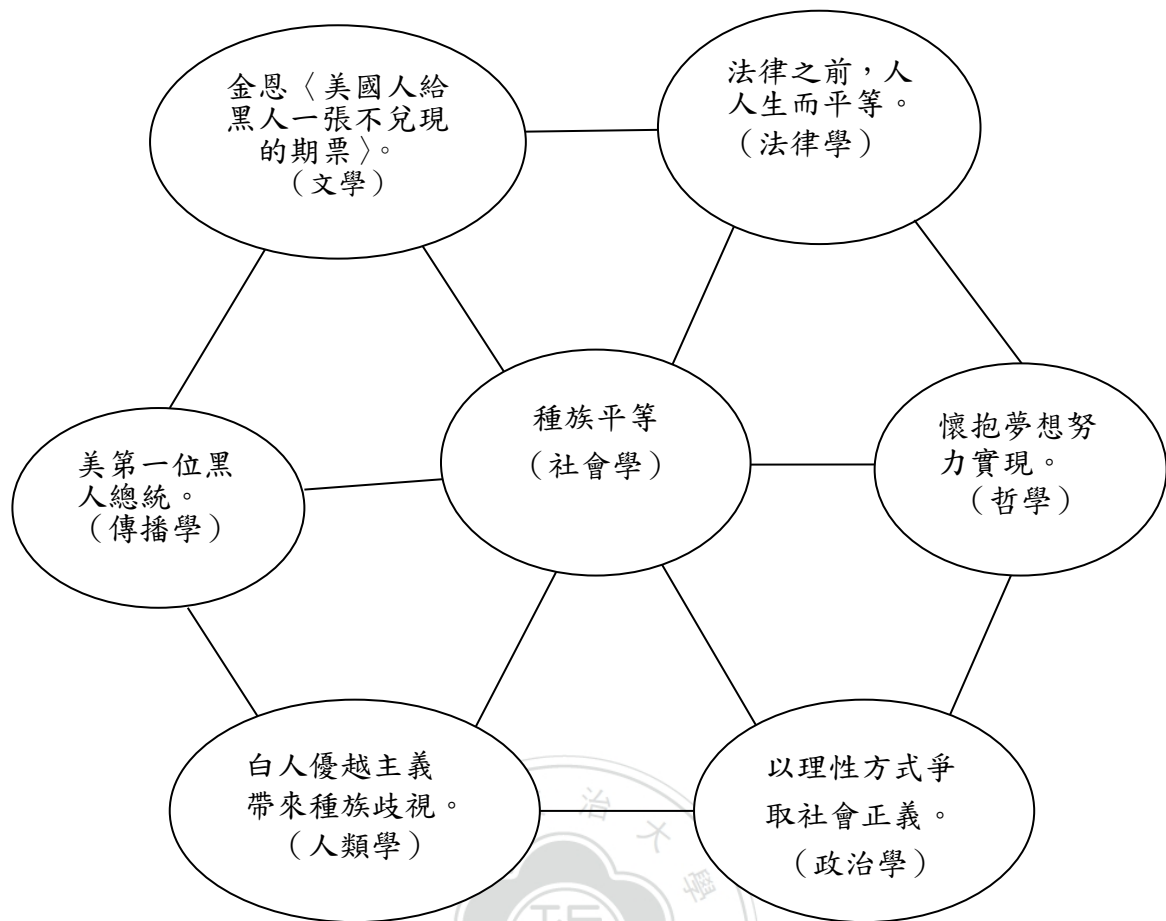 金恩〈美國人給
黑人一張不兌現
的期票〉。
（文學）
法律之前，人
人生而平等。
（法律學）
美第一位黑
人總統。
（傳播學）
種族平等
（社會學）
懷抱夢想努
力實現。
（哲學）
白人優越主義
帶來種族歧視。
（人類學）
以理性方式爭
取社會正義。
（政治學）
治大學